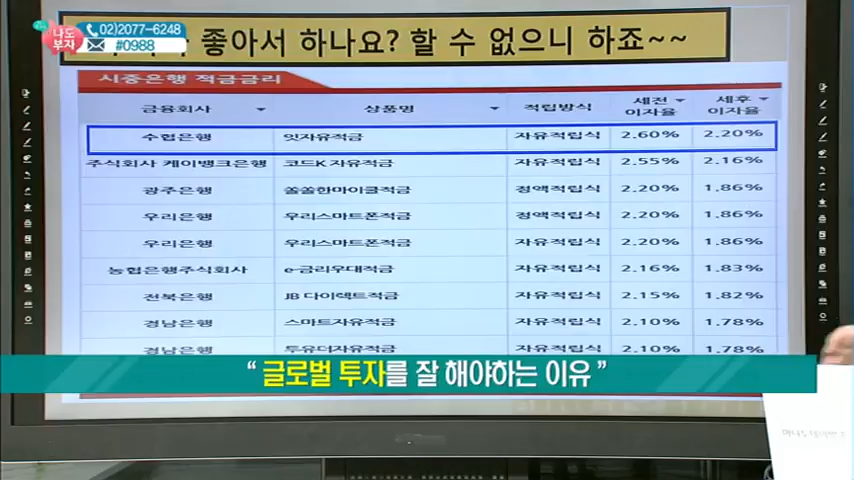 나도
부자
02)2077-6248
#0988
좋아서 하나요? 할 수 없으니 하죠~~
시중은행 적금금리
금융회사 상품명 적립방식 세전 이자율 세후 이자율
수협은행 잇자유적금 자유적립식 2.60% 2.20%
주식회사 케이뱅크은행 코드K 자유적금 자유적립식 2.55% 2.16%
광주은행 쏠쏠한마이쿨적금 정액적립식 2.20% 1.86%
우리은행 우리스마트폰적금 정액적립식 2.20% 1.86%
우리은행 우리스마트폰적금 자유적립식 2.20% 1.86%
농협은행주식회사 e-금리우대적금 자유적립식 2.16% 1.83%
전북은행 JB 다이렉트적금 자유적립식 2.15% 1.82%
경남은행 스마트자유적금 자유적립식 2.10% 1.78%
경남은행 투유더자유적금 자유적립식 2.10% 1.78%
“ 글로벌 투자를 잘 해야하는 이유 ”